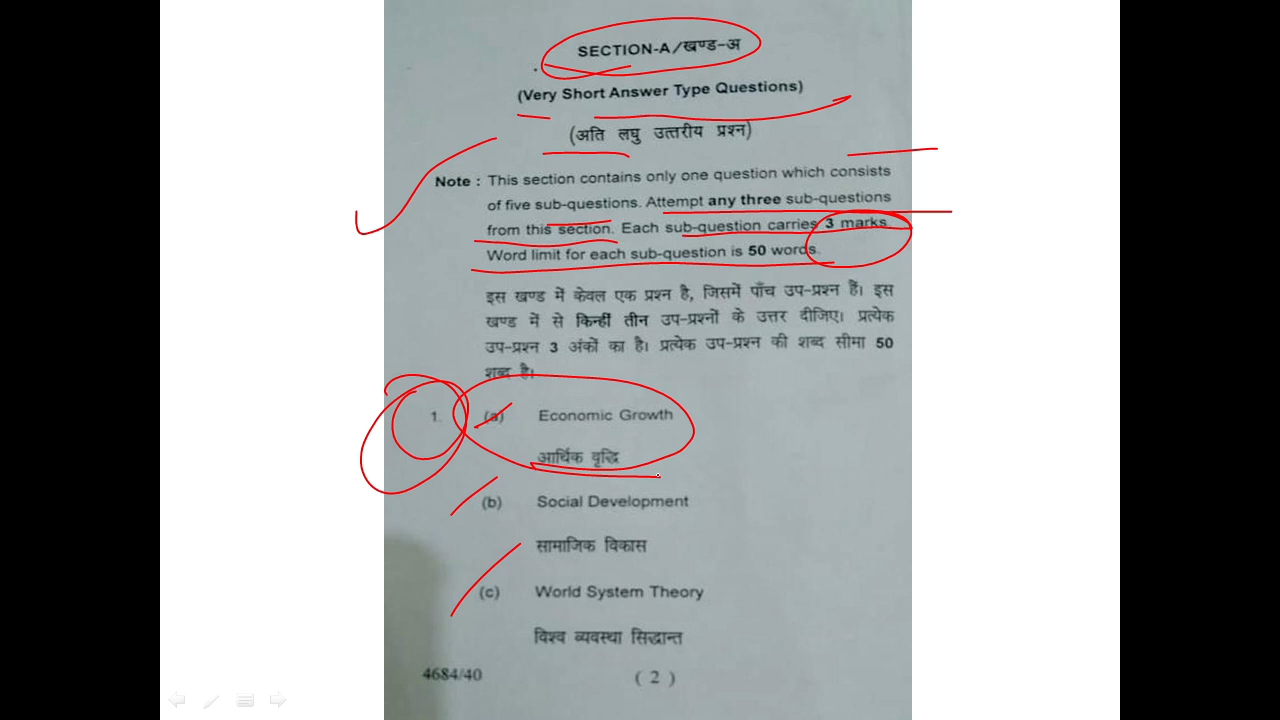 SECTION-A/खण्ड-अ
(Very Short Answer Type Questions)
(अति लघु उत्तरीय प्रश्न)
Note : This section contains only one question which consists
of five sub-questions. Attempt any three sub-questions
from this section. Each sub-question carries 3 marks.
Word limit for each sub-question is 50 words.
इस खण्ड में केवल एक प्रश्न है, जिसमें पाँच उप-प्रश्न हैं। इस
खण्ड में से किन्हीं तीन उप-प्रश्नों के उत्तर दीजिए। प्रत्येक
उप-प्रश्न 3 अंकों का है। प्रत्येक उप-प्रश्न की शब्द सीमा 50
शब्द है।
1. (a) Economic Growth
आर्थिक वृद्धि
(b) Social Development
सामाजिक विकास
(c) World System Theory
विश्व व्यवस्था सिद्धान्त
4684/40 ( 2 )